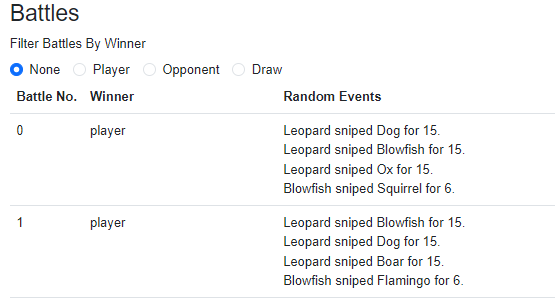 Battles
Filter Battles By Winner
None Player Opponent Draw
Battle No. Winner Random Events
0 player Leopard sniped Dog for 15.
Leopard sniped Blowfish for 15.
Leopard sniped Ox for 15.
Blowfish sniped Squirrel for 6.
1 player Leopard sniped Blowfish for 15.
Leopard sniped Dog for 15.
Leopard sniped Boar for 15.
Blowfish sniped Flamingo for 6.